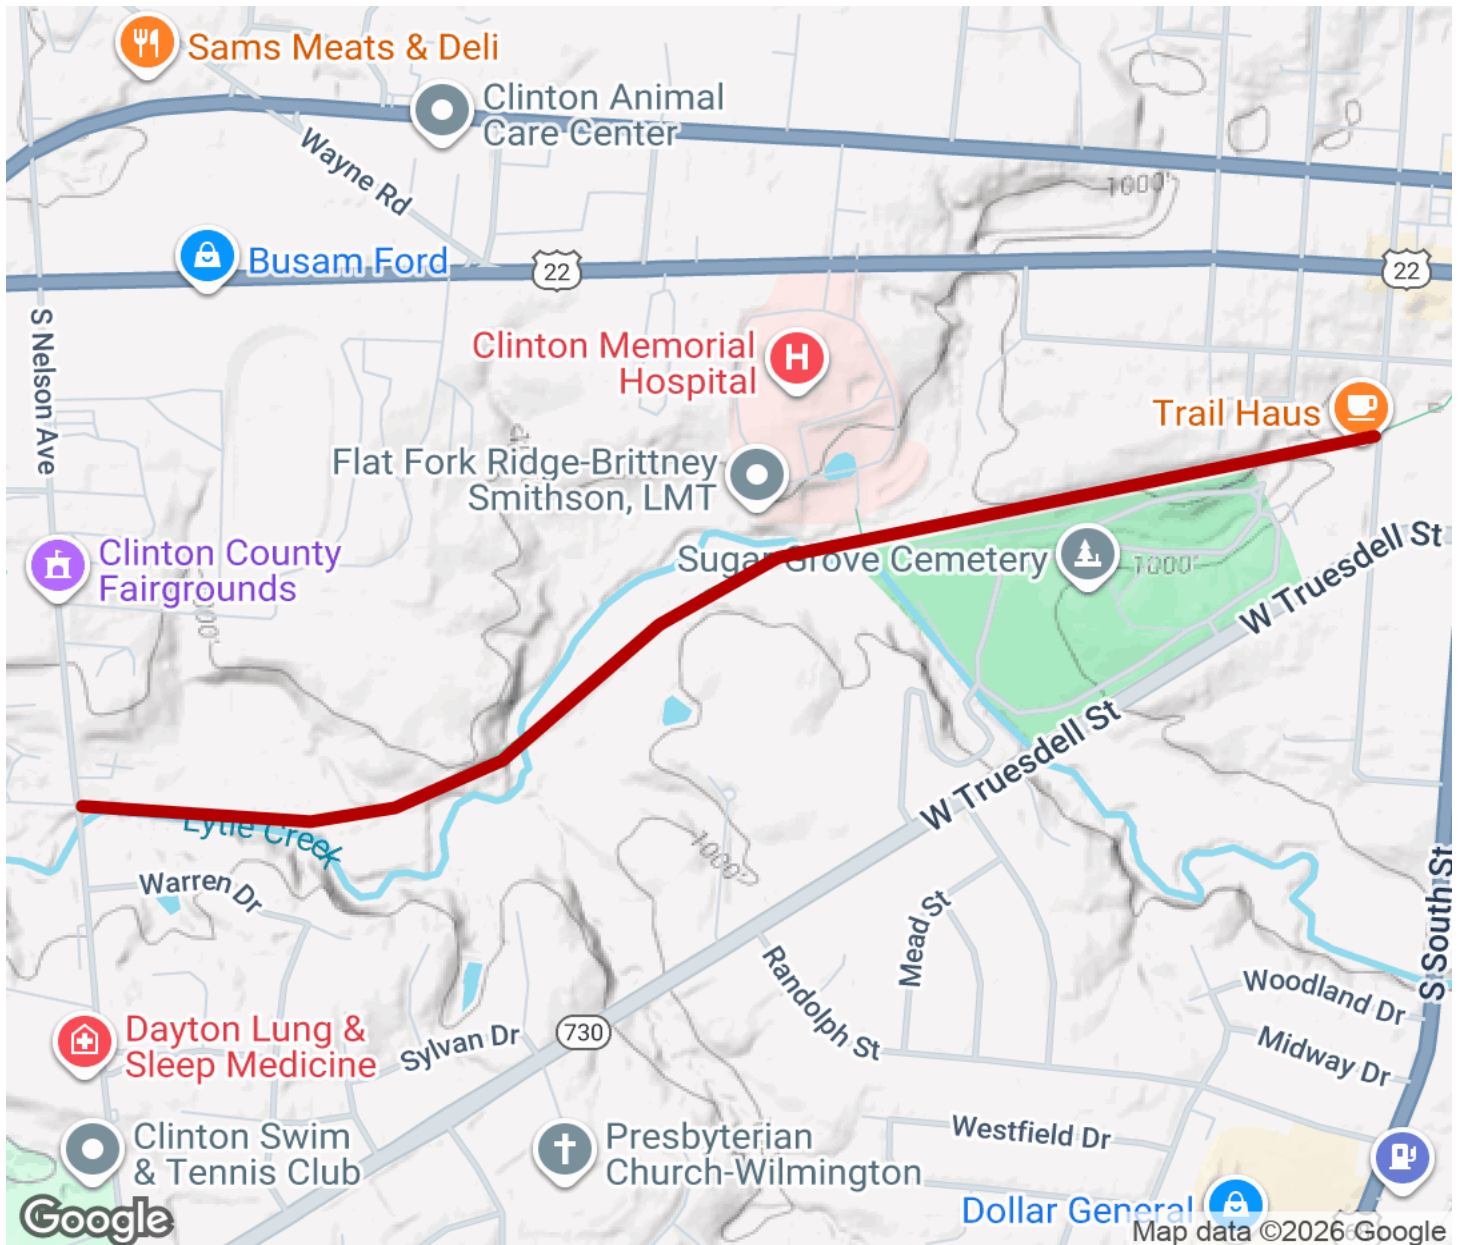 Sams Meats & Deli
Clinton Animal
Care Center
Wayne Rd
1000'
Busam Ford
22
22
S Nelson Ave
Clinton Memorial
Hospital
Trail Haus
Flat Fork Ridge-Brittney
Smithson, LMT
Clinton County
Fairgrounds
Sugar Grove Cemetery
1000'
W Truesdell St
W Truesdell St
Lytle Creek
1000'
Warren Dr
Mead St
S South St
Randolph St
Woodland Dr
Midway Dr
Dayton Lung &
Sleep Medicine
Sylvan Dr
730
Clinton Swim
& Tennis Club
Presbyterian
Church-Wilmington
Westfield Dr
Dollar General
Google
Map data ©2026 Google